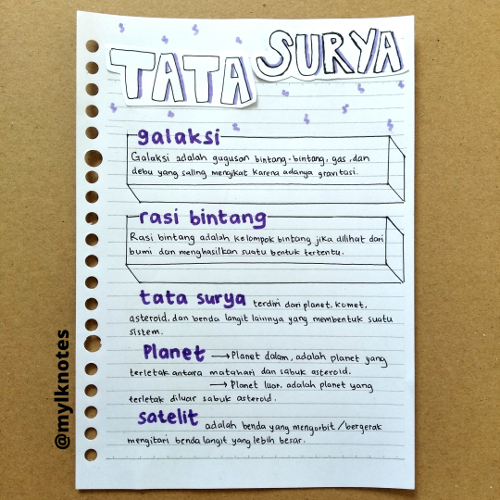 TATA SURYA
galaksi
Galaksi adalah gugusan bintang-bintang, gas, dan
debu yang saling mengikat karena adanya gravitasi.
rasi bintang
Rasi bintang adalah kelompok bintang jika dilihat dari
bumi dan menghasilkan suatu bentuk tertentu.
tata surya terdiri dari planet, komet,
asteroid, dan benda langit lainnya yang membentuk suatu
sistem.
Planet → Planet dalam, adalah planet yang
terletak antara matahari dan sabuk asteroid.
→ Planet luar, adalah planet yang
terletak diluar sabuk asteroid.
satelit adalah benda yang mengorbit / bergerak
mengitari benda langit yang lebih besar.
@mylknotes